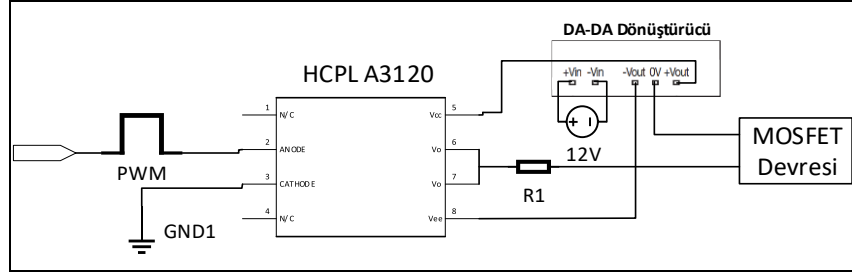 DA-DA Dönüştürücü
+Vin -Vin -Vout 0V +Vout
HCPL A3120
12V
1 N/C
2 ANODE
3 CATHODE
4 N/C
Vcc 5
Vo 6
Vo 7
Vee 8
PWM
GND1
R1
MOSFET
Devresi